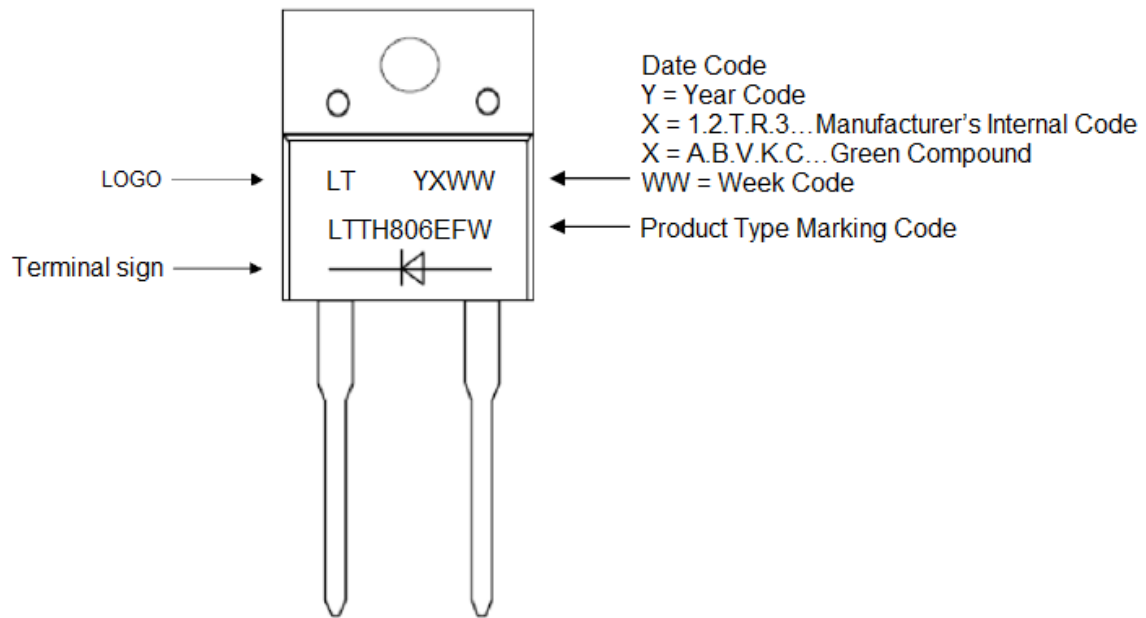 Date Code
Y = Year Code
X = 1.2.T.R.3...Manufacturer's Internal Code
X = A.B.V.K.C...Green Compound
WW = Week Code
LOGO
LT YXWW
LTTH806EFW
Product Type Marking Code
Terminal sign